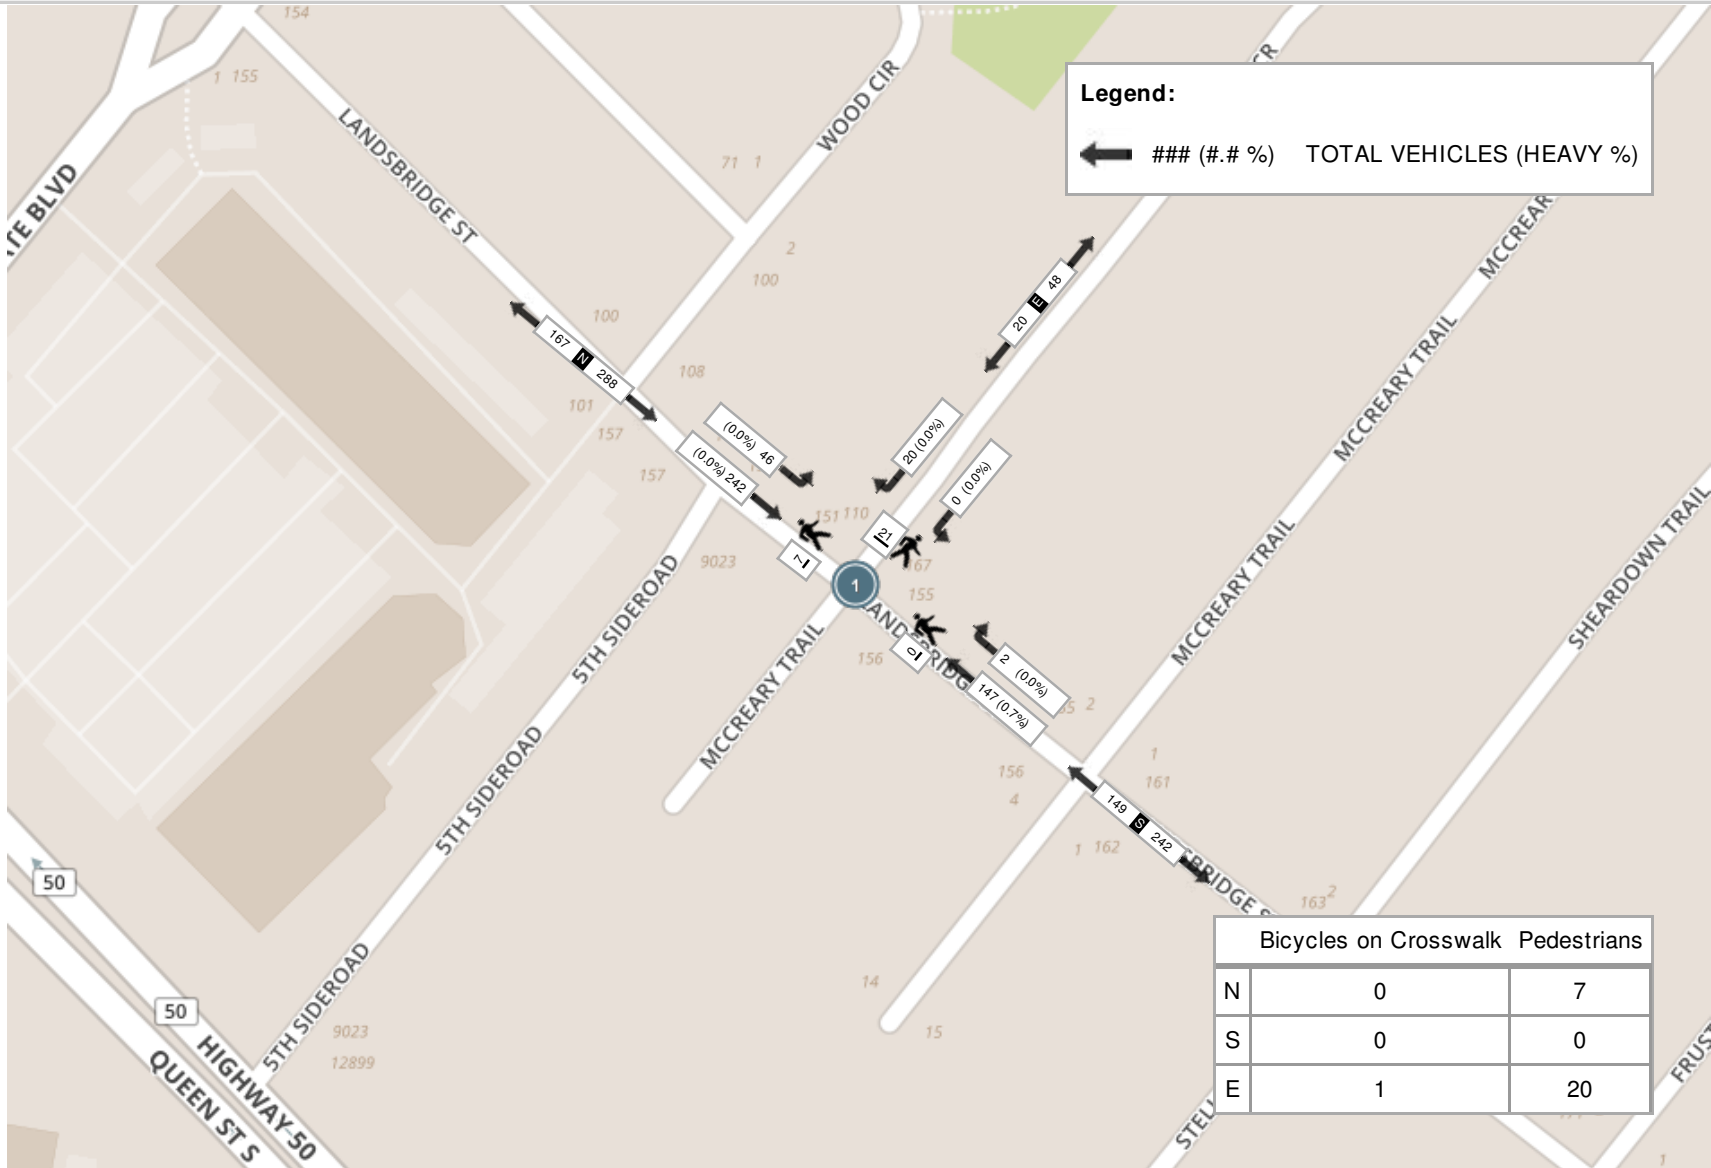 154
1 155
LANDSBRIDGE ST
WOOD CIR
CR
Legend:
### (#.# %) TOTAL VEHICLES (HEAVY %)
71 1
2
100
100
108
101
157
157
167 N 288
(0.0%) 46
(0.0%) 242
20 E 48
20 (0.0%)
0 (0.0%)
MCCREARY TRAIL
MCCREARY TRAIL
SHEARDOWN TRAIL
151 110
21
7
1
167
155
9023
5TH SIDEROAD
MCCREARY TRAIL
156
0
2 (0.0%)
147 (0.7%)
2
156
4
1
161
149 S 242
1 162
163 2
5TH SIDEROAD
50
50
14
15
5TH SIDEROAD
9023
12899
HIGHWAY 50
QUEEN ST S
Bicycles on Crosswalk Pedestrians
N 0 7
S 0 0
E 1 20
1